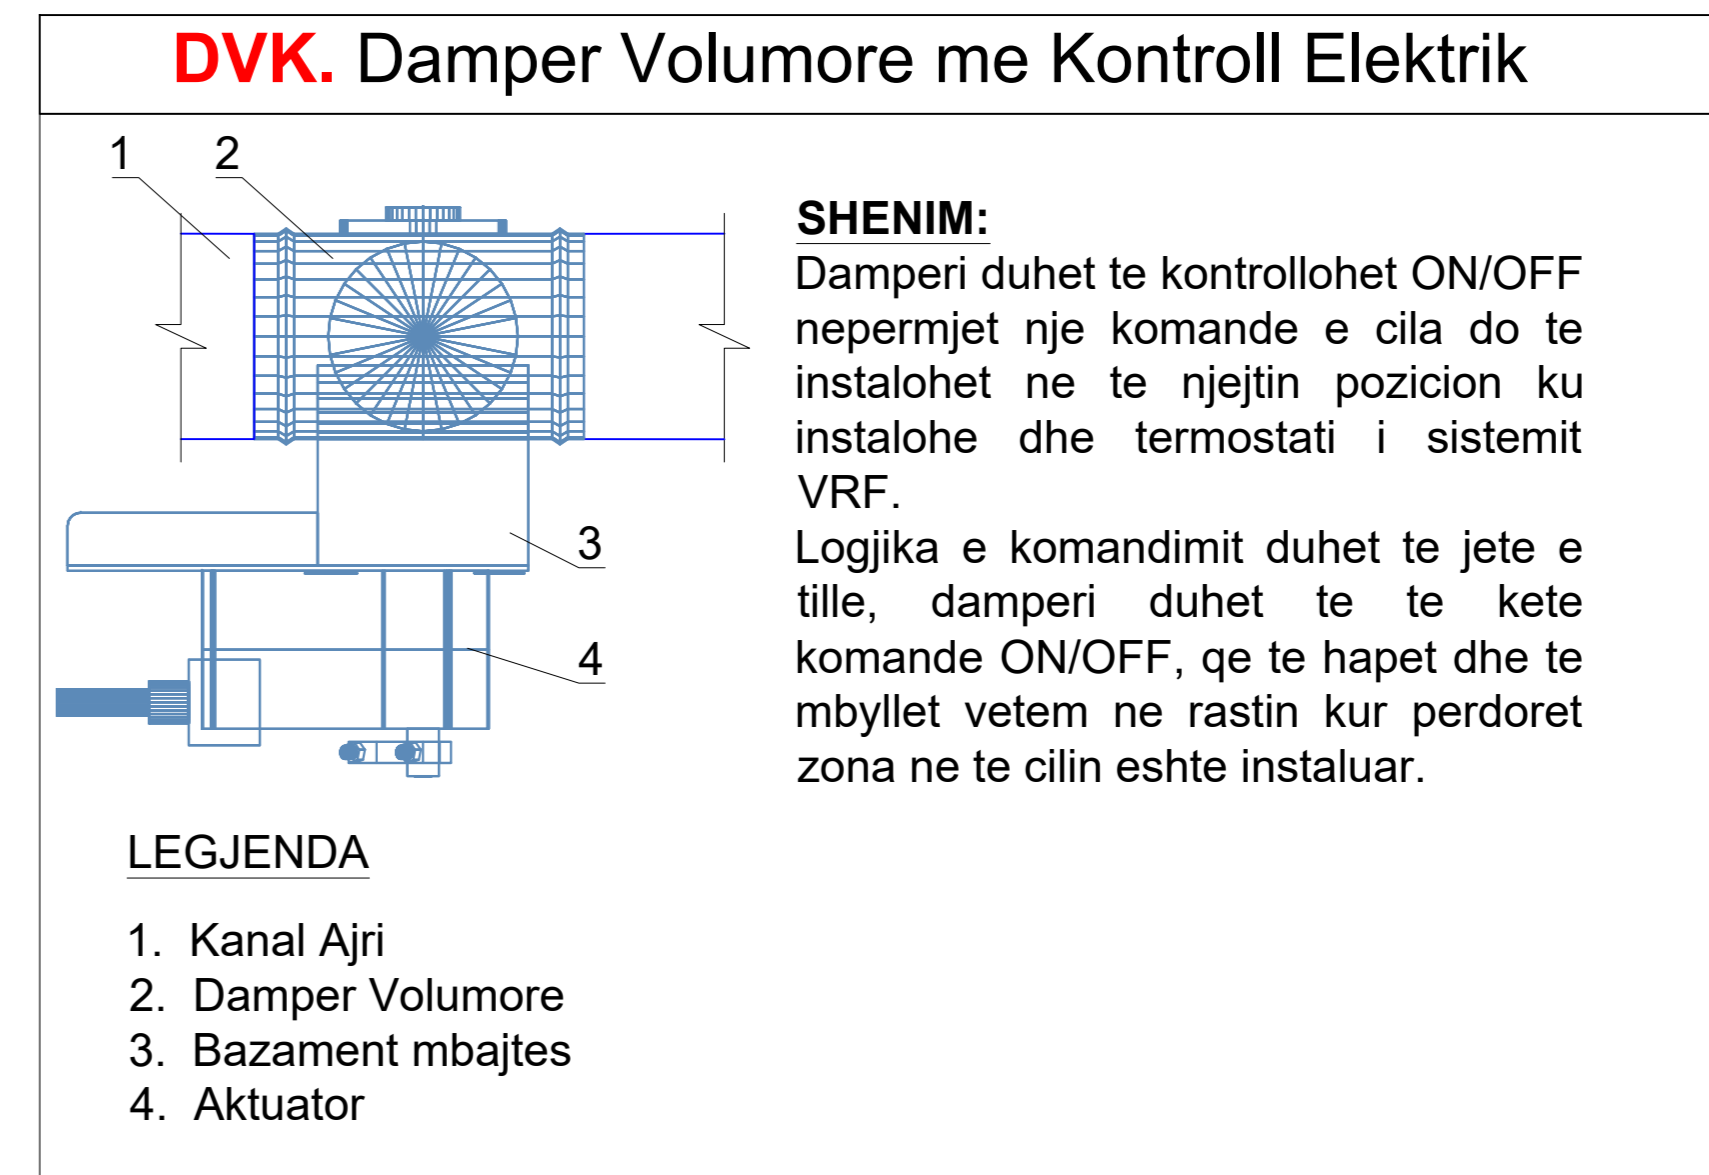 DVK. Damper Volumore me Kontroll Elektrik
1
2
3
4
SHENIM:
Damperi duhet te kontrollohet ON/OFF
nepermjet nje komande e cila do te
instalohet ne te njejtin pozicion ku
instalohe dhe termostati i sistemit
VRF.
Logjika e komandimit duhet te jete e
tille, damperi duhet te te kete
komande ON/OFF, qe te hapet dhe te
mbyllet vetem ne rastin kur perdoret
zona ne te cilin eshte instaluar.
LEGJENDA
1. Kanal Ajri
2. Damper Volumore
3. Bazament mbajtes
4. Aktuator